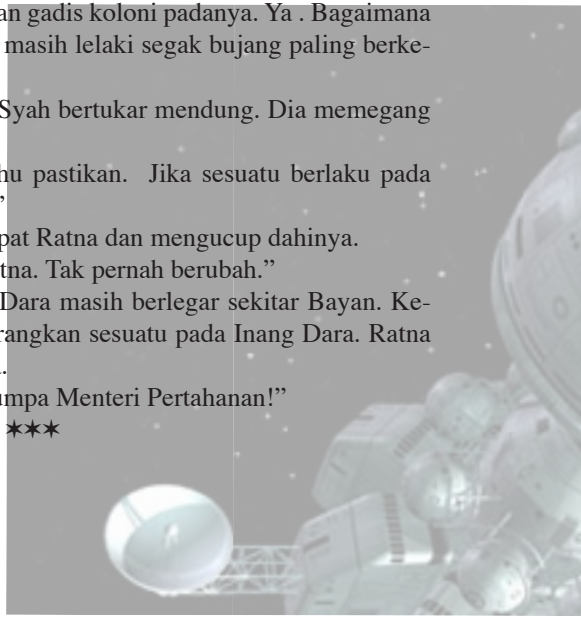 an gadis koloni padanya. Ya . Bagaimana
masih lelaki segak bujang paling berke-
Syah bertukar mendung. Dia memegang
hu pastikan. Jika sesuatu berlaku pada
”
pat Ratna dan mengucup dahinya.
tna. Tak pernah berubah.”
Dara masih berlegar sekitar Bayan. Ke-
rangkan sesuatu pada Inang Dara. Ratna
umpa Menteri Pertahanan!”
✶✶✶